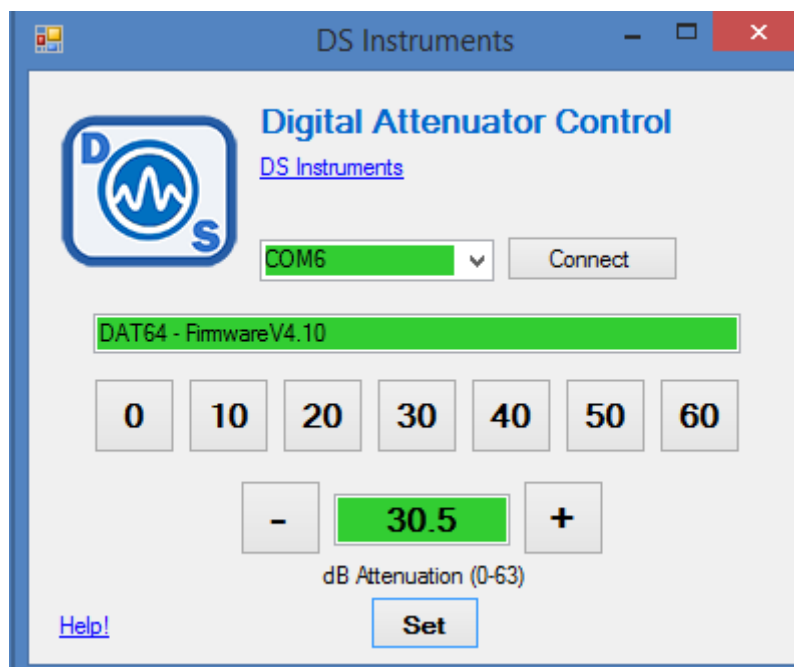 DS Instruments
D
S
Digital Attenuator Control
DS Instruments
COM6
Connect
DAT64 - FirmwareV4.10
0 10 20 30 40 50 60
- 30.5 +
dB Attenuation (0-63)
Help!
Set